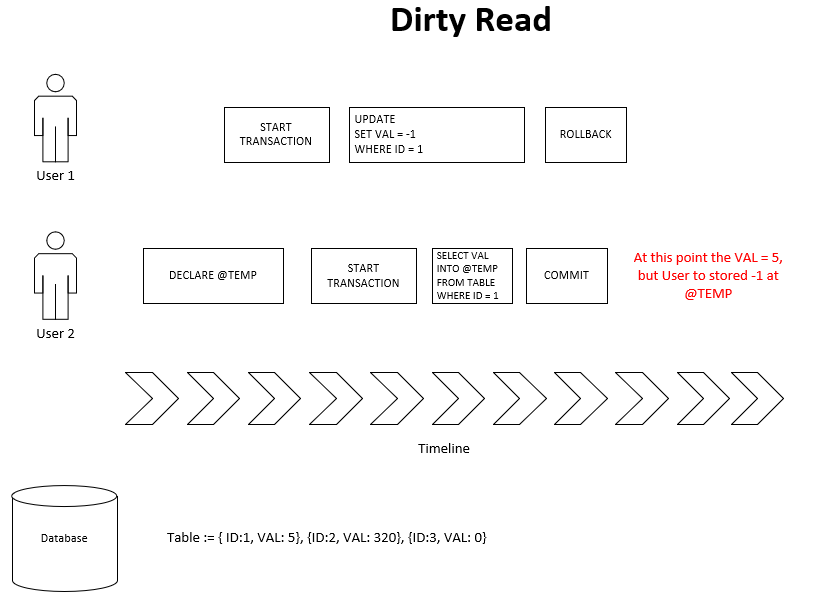 Dirty Read
START
TRANSACTION
UPDATE
SET VAL = -1
WHERE ID = 1
ROLLBACK
User 1
DECLARE @TEMP
START
TRANSACTION
SELECT VAL
INTO @TEMP
FROM TABLE
WHERE ID = 1
COMMIT
At this point the VAL = 5,
but User to stored -1 at
@TEMP
User 2
Timeline
Database
Table := { ID:1, VAL: 5}, {ID:2, VAL: 320}, {ID:3, VAL: 0}